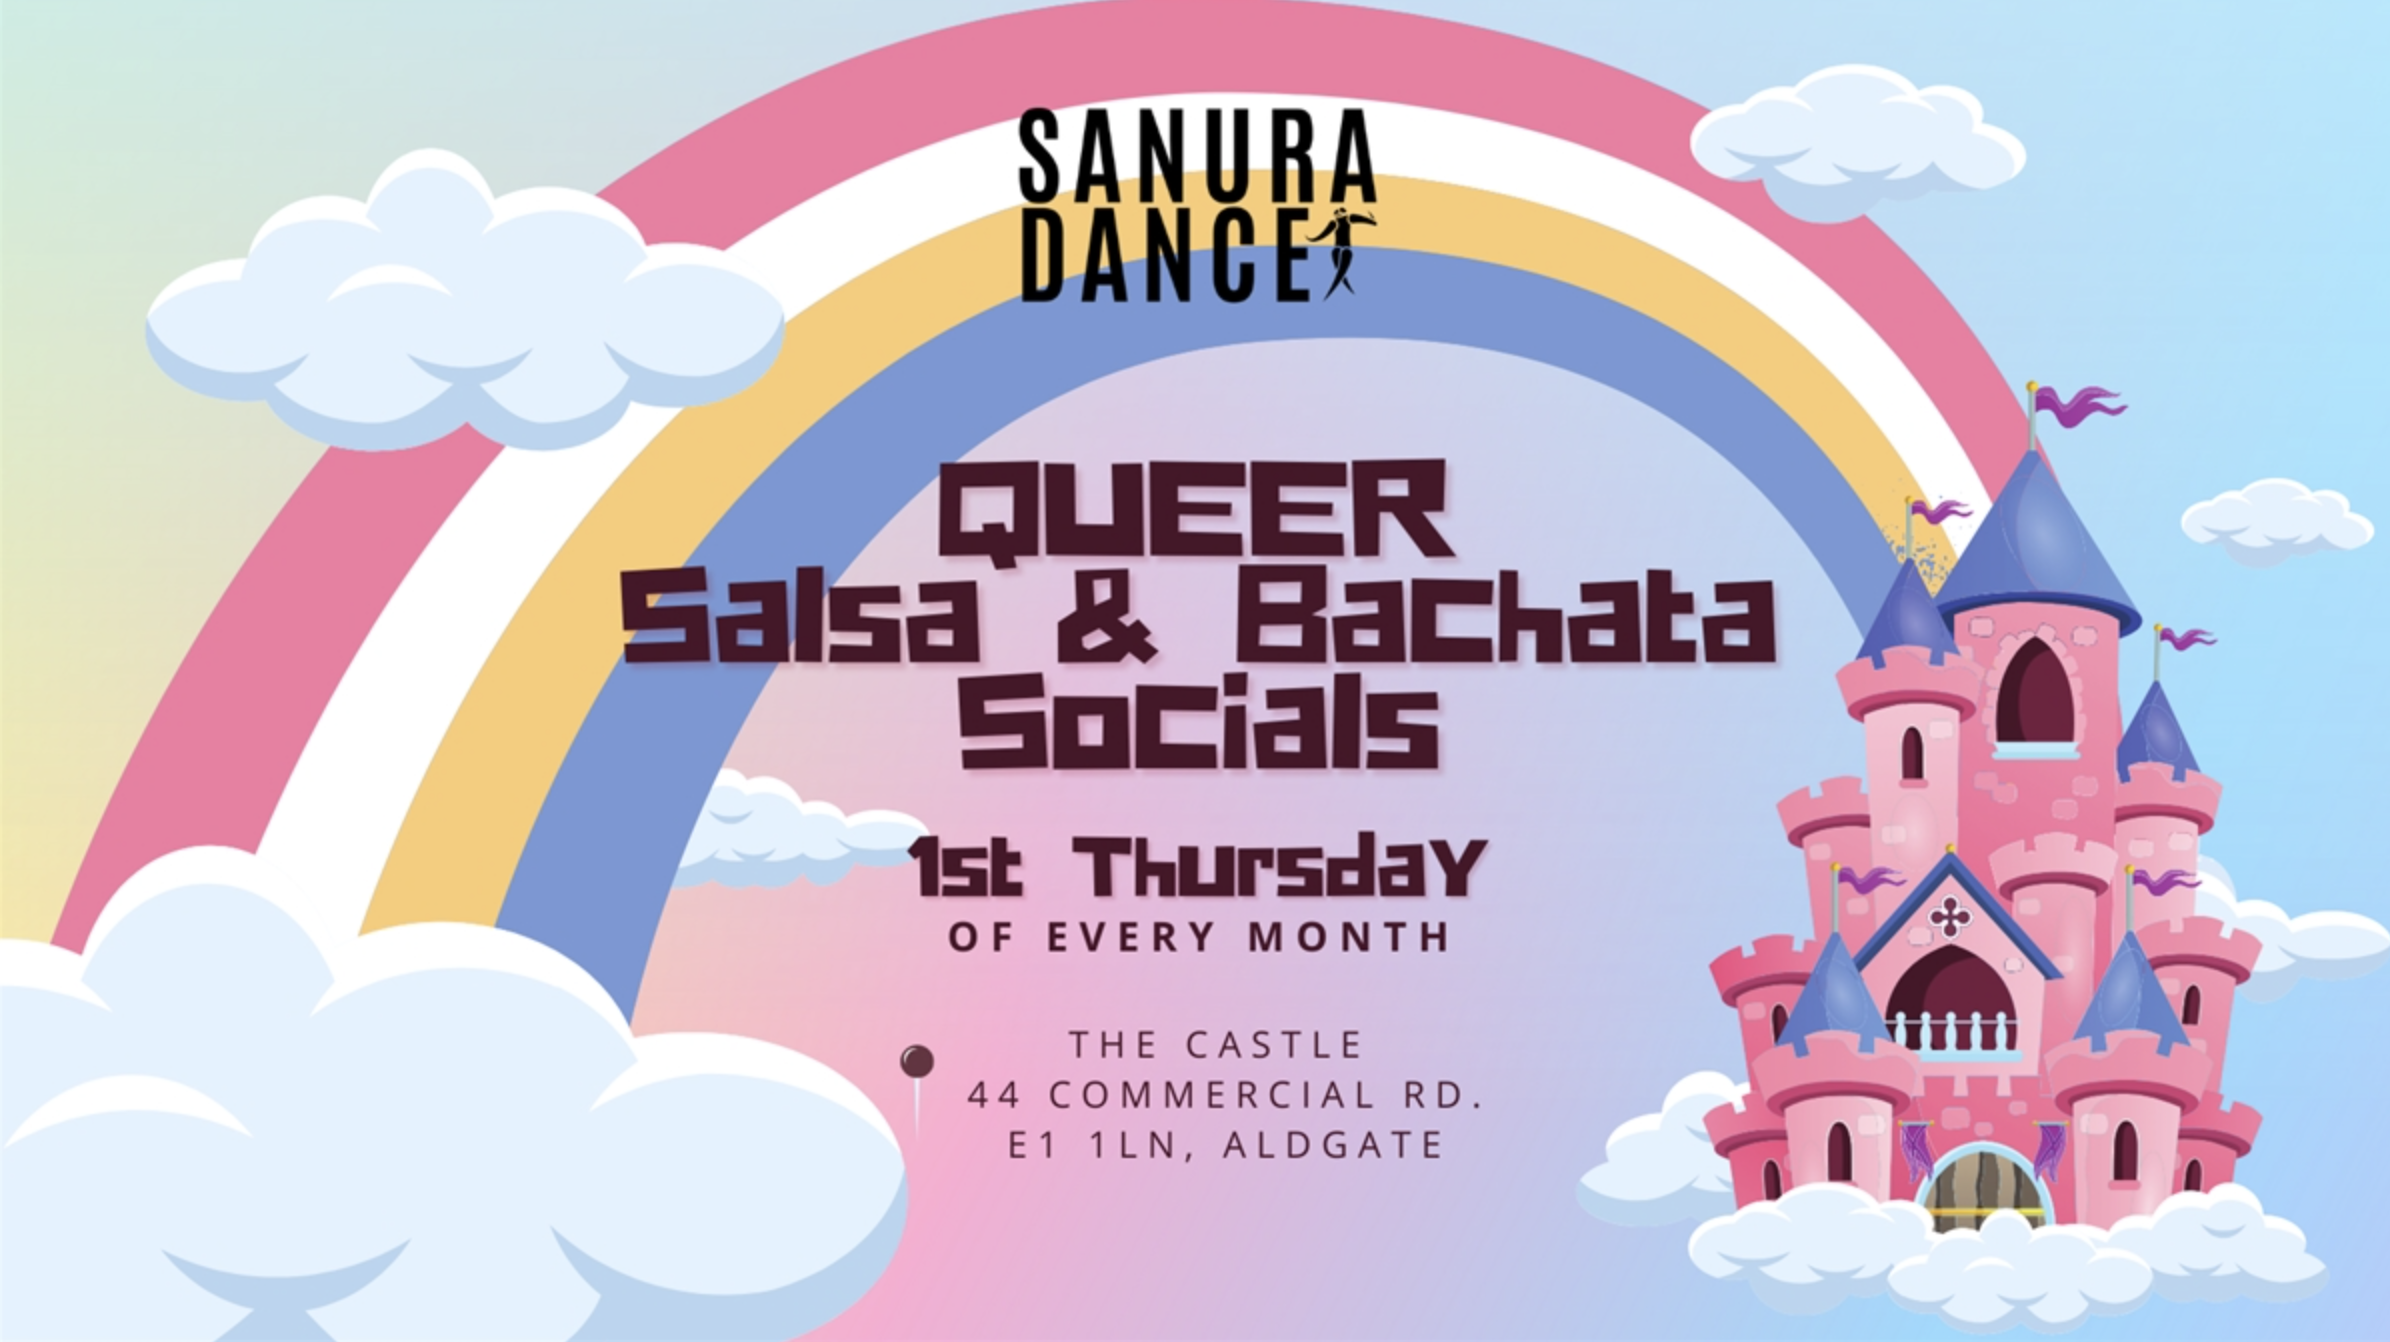 SANURA
DANCE
QUEER
Salsa & Bachata
Socials
1st Thursday
OF EVERY MONTH
THE CASTLE
44 COMMERCIAL RD.
E1 1LN, ALDGATE